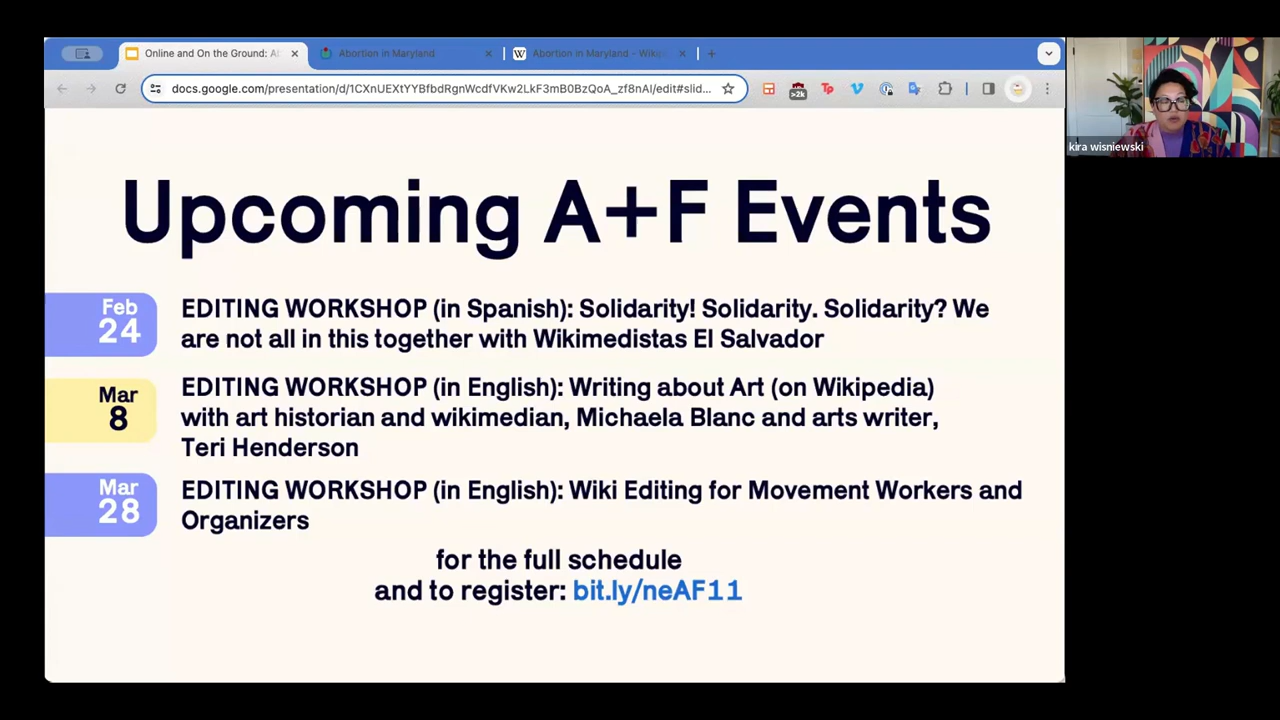 Online and On the Ground: A
Abortion in Maryland
Abortion in Maryland - Wikip
docs.google.com/presentation/d/1CXnUEXtYYBfbdRgnWcdfVKw2LkF3mB0BzQoA_zf8nAI/edit#slid...
>2k
kira wisniewski
Upcoming A+F Events
Feb
24
EDITING WORKSHOP (in Spanish): Solidarity! Solidarity. Solidarity? We
are not all in this together with Wikimedistas El Salvador
Mar
8
EDITING WORKSHOP (in English): Writing about Art (on Wikipedia)
with art historian and wikimedian, Michaela Blanc and arts writer,
Teri Henderson
Mar
28
EDITING WORKSHOP (in English): Wiki Editing for Movement Workers and
Organizers
for the full schedule
and to register: bit.ly/neAF11